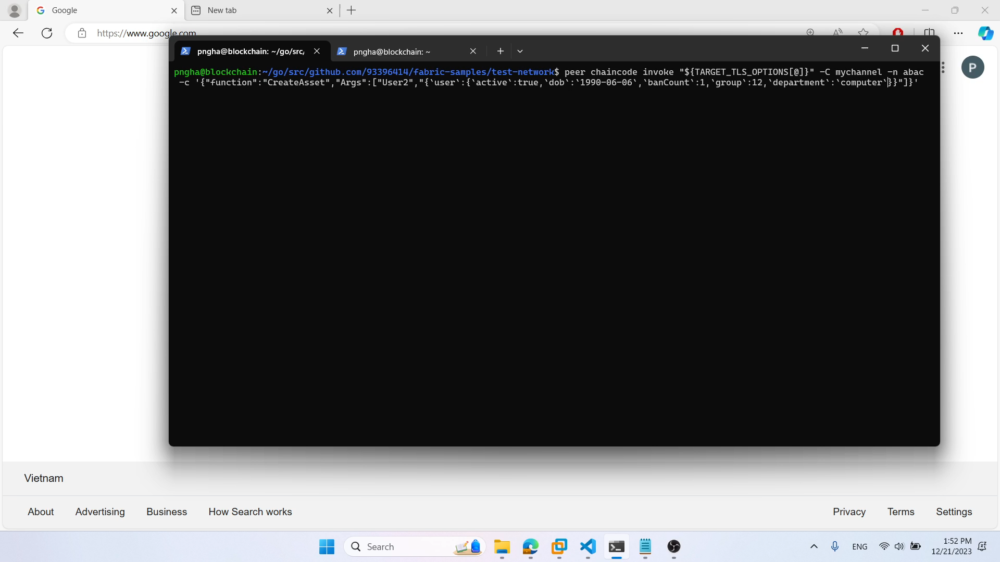 Google
New tab
https://www.google.com
pngha@blockchain: ~/go/src/
pngha@blockchain: ~
pngha@blockchain:~/go/src/github.com/93396414/fabric-samples/test-network$ peer chaincode invoke "${TARGET_TLS_OPTIONS[@]}" -C mychannel -n abac
-c '{"function":"CreateAsset","Args":["User2","{`user`:{`active`:true,`dob`:`1990-06-06`,`banCount`:1,`group`:12,`department`:`computer`}}"]}'
P
Vietnam
About Advertising Business How Search works Privacy Terms Settings
Search
ENG
1:52 PM
12/21/2023